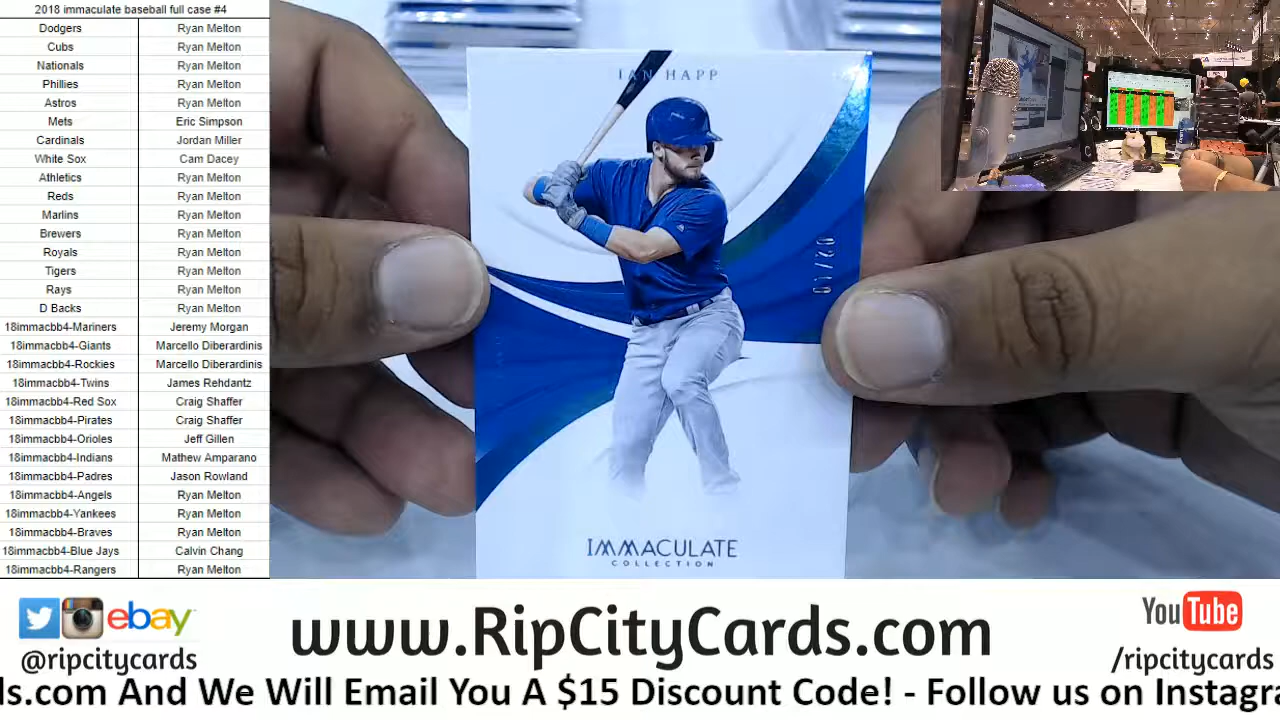 2018 immaculate baseball full case #4
Dodgers Ryan Melton
Cubs Ryan Melton
Nationals Ryan Melton
Phillies Ryan Melton
Astros Ryan Melton
Mets Eric Simpson
Cardinals Jordan Miller
White Sox Cam Dacey
Athletics Ryan Melton
Reds Ryan Melton
Marlins Ryan Melton
Brewers Ryan Melton
Royals Ryan Melton
Tigers Ryan Melton
Rays Ryan Melton
D Backs Ryan Melton
18immacbb4-Mariners Jeremy Morgan
18immacbb4-Giants Marcello Diberardinis
18immacbb4-Rockies Marcello Diberardinis
18immacbb4-Twins James Rehdantz
18immacbb4-Red Sox Craig Shaffer
18immacbb4-Pirates Craig Shaffer
18immacbb4-Orioles Jeff Gillen
18immacbb4-Indians Mathew Amparano
18immacbb4-Padres Jason Rowland
18immacbb4-Angels Ryan Melton
18immacbb4-Yankees Ryan Melton
18immacbb4-Braves Ryan Melton
18immacbb4-Blue Jays Calvin Chang
18immacbb4-Rangers Ryan Melton
IAN HAPP
IMMACULATE
COLLECTION
ebay
@ripcitycards
www.RipCityCards.com
YouTube
/ripcitycards
ds.com And We Will Email You A $15 Discount Code! - Follow us on Instagra